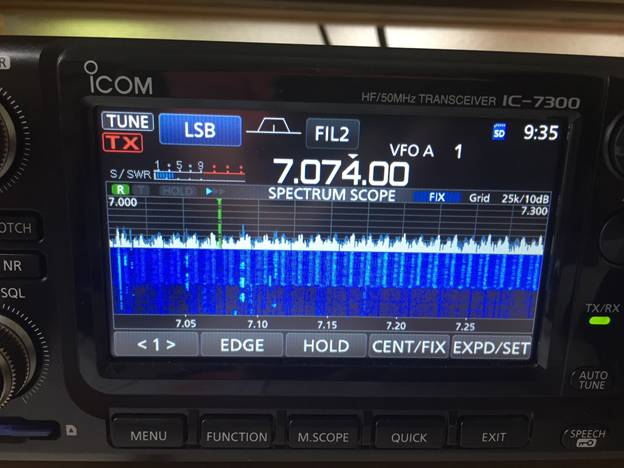 ICOM
HF/50MHz TRANSCEIVER IC-7300
TUNE
TX
LSB
FIL2
VFO A 1
SD
9:35
S/SWR 1 5 9
7.074.00
R T HOLD SPECTRUM SCOPE FIX Grid 25k/10dB
7.000 7.300
7.05 7.10 7.15 7.20 7.25
<1> EDGE HOLD CENT/FIX EXPD/SET
OTCH
NR
SQL
TX/RX
AUTO
TUNE
MENU FUNCTION M.SCOPE QUICK EXIT
SPEECH
R